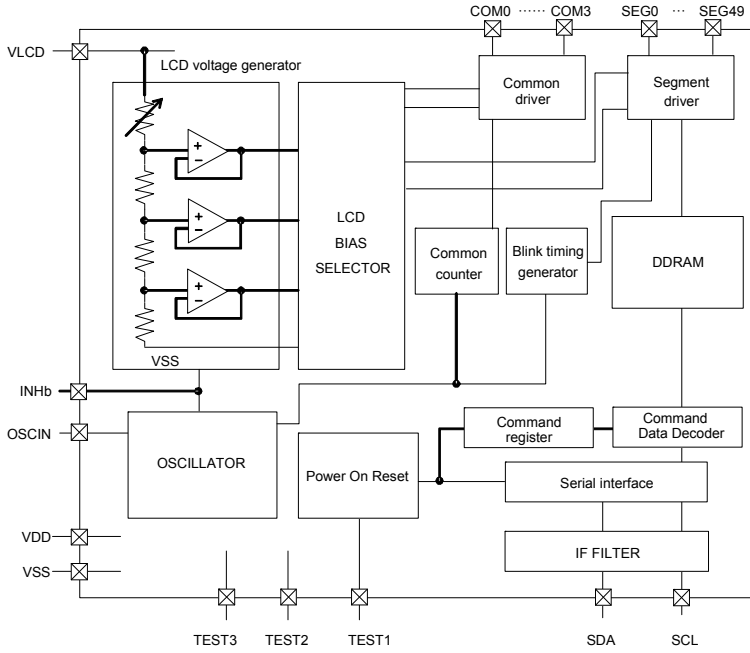 COM0 ······ COM3
SEG0 ··· SEG49
VLCD
LCD voltage generator
Common
driver
Segment
driver
+
−
+
−
+
−
LCD
BIAS
SELECTOR
Common
counter
Blink timing
generator
DDRAM
VSS
INHb
OSCIN
OSCILLATOR
Command
register
Command
Data Decoder
Power On Reset
Serial interface
VDD
IF FILTER
VSS
TEST3
TEST2
TEST1
SDA
SCL